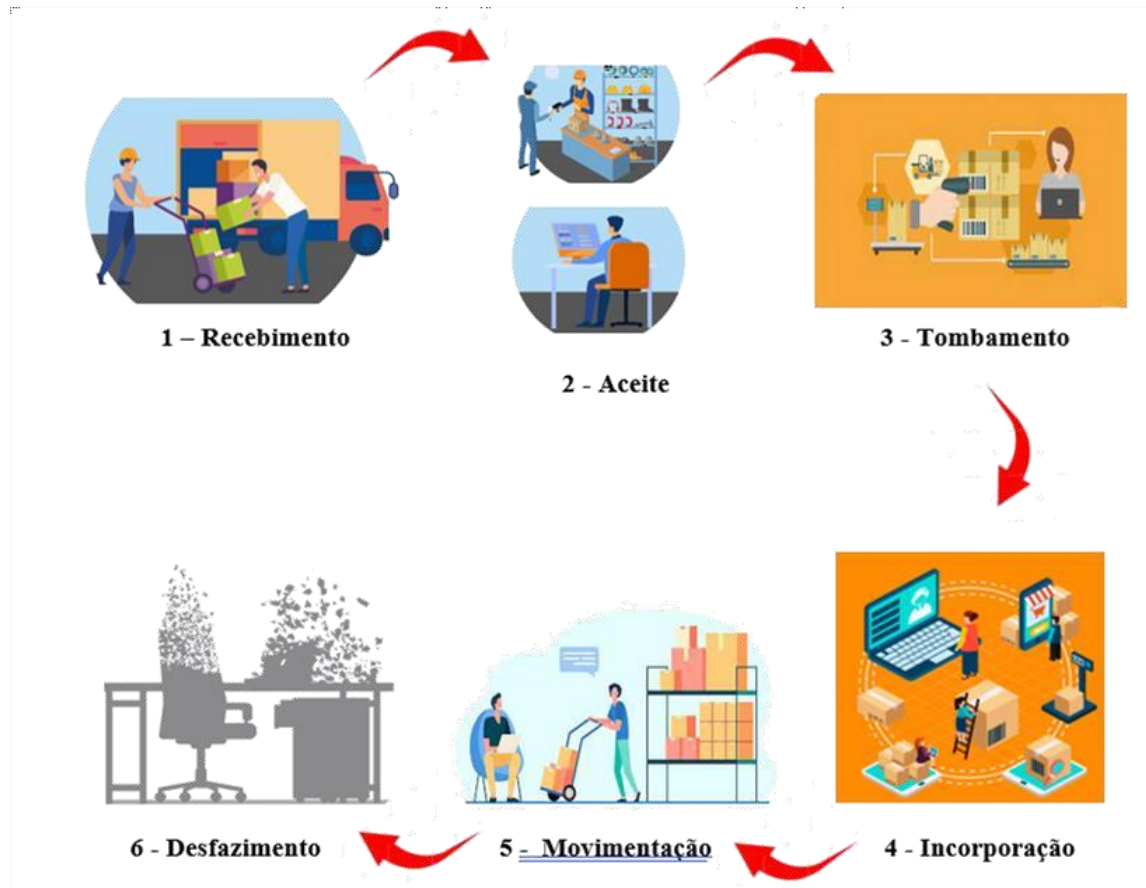 1 – Recebimento
2 - Aceite
3 - Tombamento
4 - Incorporação
5 - Movimentação
6 - Desfazimento